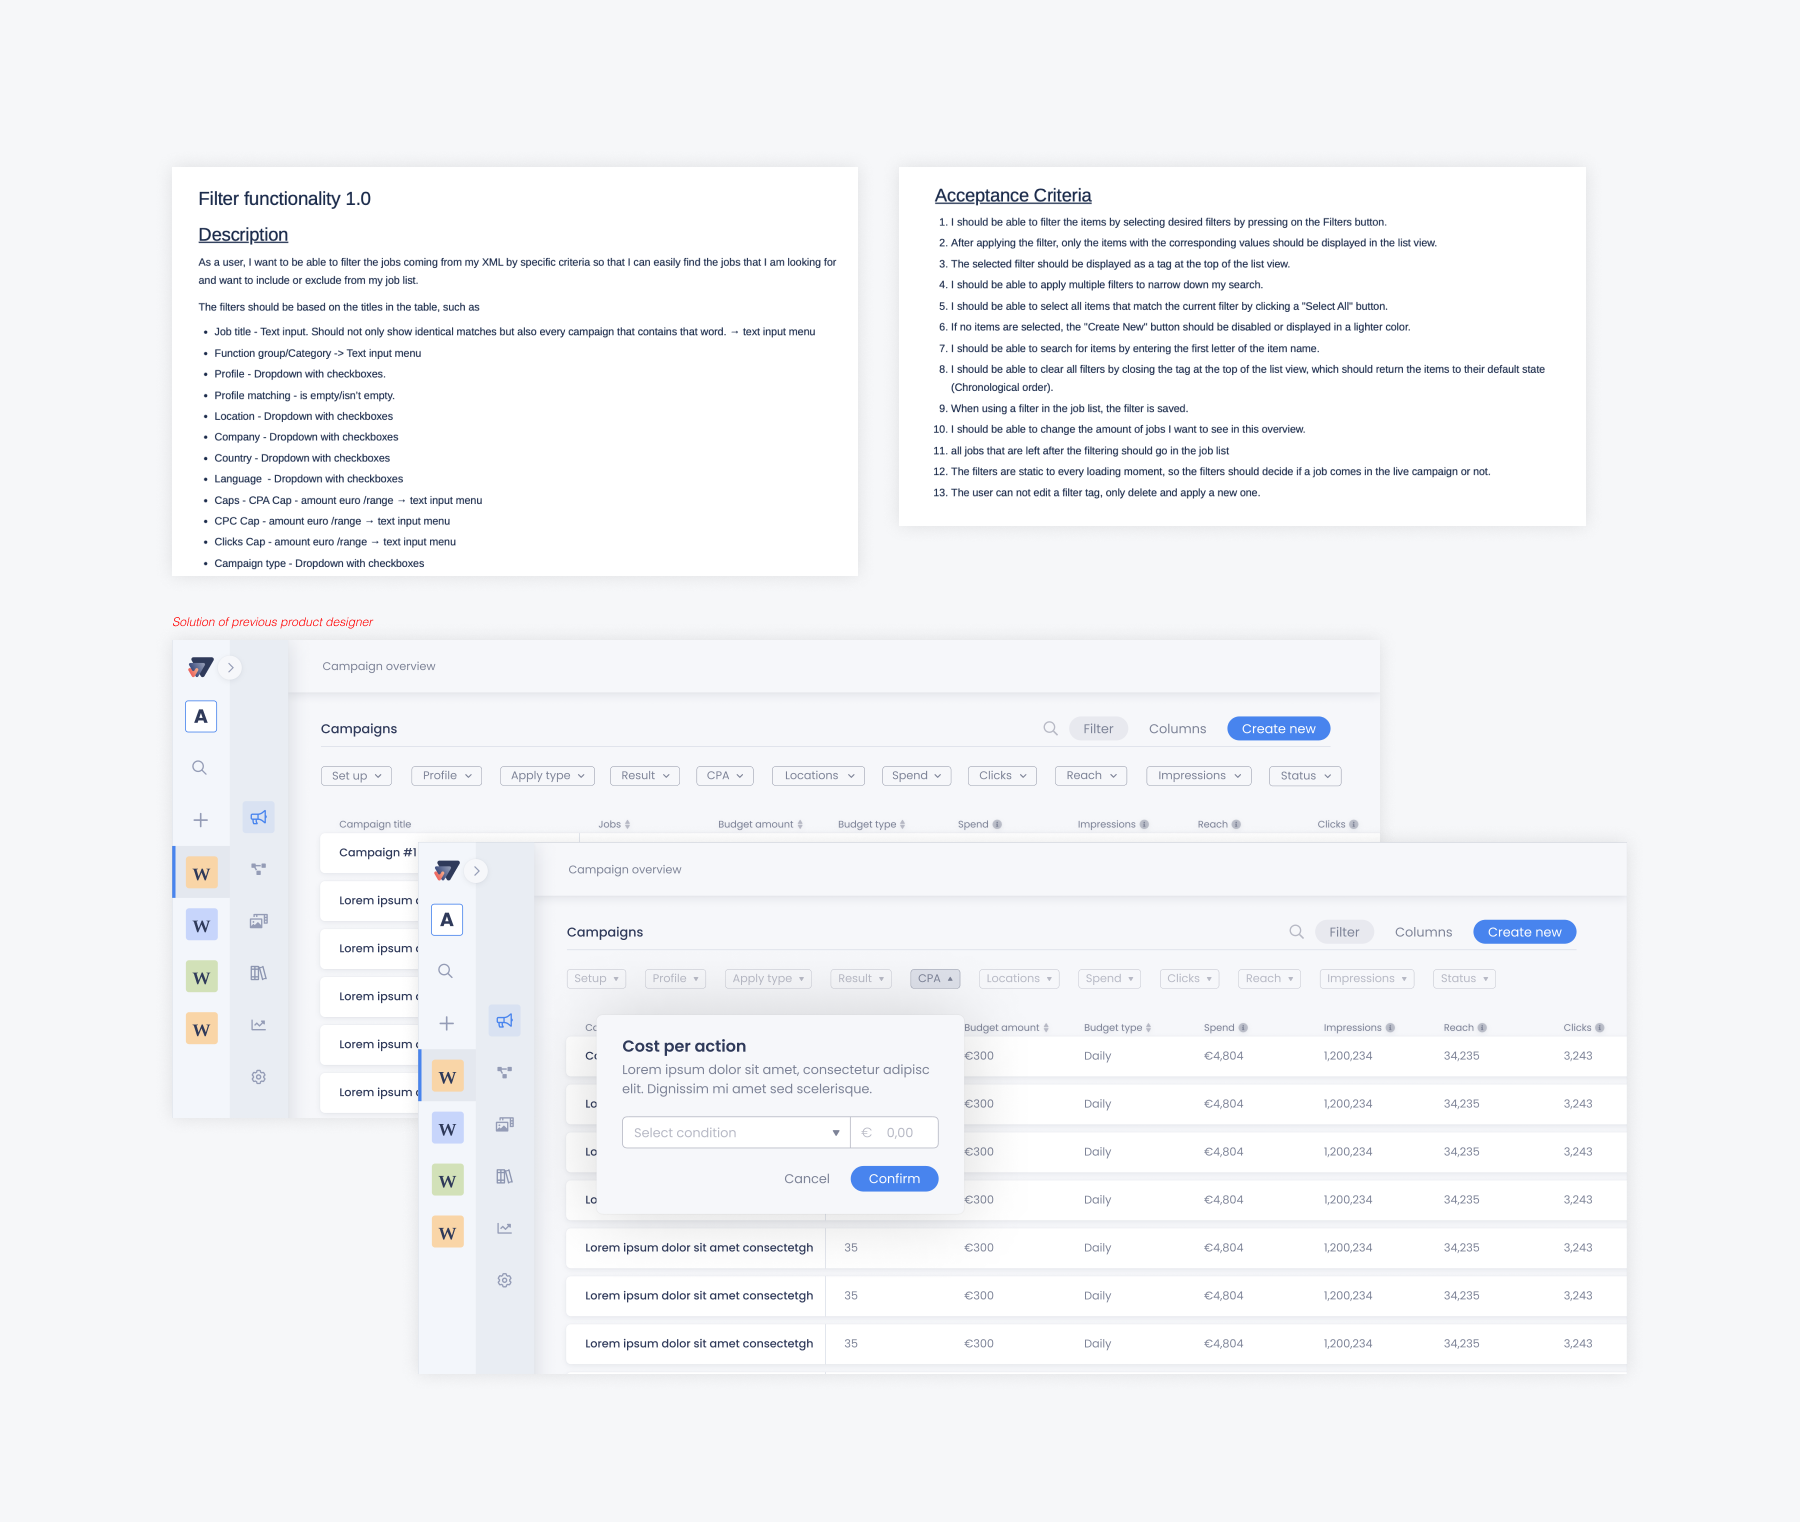 Filter functionality 1.0
Description
As a user, I want to be able to filter the jobs coming from my XML by specific criteria so that I can easily find the jobs that I am looking for
and want to include or exclude from my job list.
The filters should be based on the titles in the table, such as
• Job title - Text input. Should not only show identical matches but also every campaign that contains that word. → text input menu
• Function group/Category -> Text input menu
• Profile - Dropdown with checkboxes.
• Profile matching - is empty/isn't empty.
• Location - Dropdown with checkboxes
• Company - Dropdown with checkboxes
• Country - Dropdown with checkboxes
• Language - Dropdown with checkboxes
• Caps - CPA Cap - amount euro /range → text input menu
• CPC Cap - amount euro /range → text input menu
• Clicks Cap - amount euro /range → text input menu
• Campaign type - Dropdown with checkboxes
Acceptance Criteria
1. I should be able to filter the items by selecting desired filters by pressing on the Filters button.
2. After applying the filter, only the items with the corresponding values should be displayed in the list view.
3. The selected filter should be displayed as a tag at the top of the list view.
4. I should be able to apply multiple filters to narrow down my search.
5. I should be able to select all items that match the current filter by clicking a "Select All" button.
6. If no items are selected, the "Create New" button should be disabled or displayed in a lighter color.
7. I should be able to search for items by entering the first letter of the item name.
8. I should be able to clear all filters by closing the tag at the top of the list view, which should return the items to their default state
(Chronological order).
9. When using a filter in the job list, the filter is saved.
10. I should be able to change the amount of jobs I want to see in this overview.
11. all jobs that are left after the filtering should go in the job list
12. The filters are static to every loading moment, so the filters should decide if a job comes in the live campaign or not.
13. The user can not edit a filter tag, only delete and apply a new one.
Solution of previous product designer
Campaign overview
A
Campaigns Filter Columns Create new
Set up Profile Apply type Result CPA Locations Spend Clicks Reach Impressions Status
Campaign title Jobs Budget amount Budget type Spend Impressions Reach Clicks
W Campaign #1
W Lorem ipsum
Lorem ipsum
W Lorem ipsum
W Lorem ipsum
Lorem ipsum
Campaign overview
A
Campaigns Filter Columns Create new
Setup Profile Apply type Result CPA Locations Spend Clicks Reach Impressions Status
Budget amount Budget type Spend Impressions Reach Clicks
€300 Daily €4,804 1,200,234 34,235 3,243
€300 Daily €4,804 1,200,234 34,235 3,243
€300 Daily €4,804 1,200,234 34,235 3,243
€300 Daily €4,804 1,200,234 34,235 3,243
Cost per action
Lorem ipsum dolor sit amet, consectetur adipisc
elit. Dignissim mi amet sed scelerisque.
Select condition € 0,00
Cancel Confirm
W
W
W
W
Lorem ipsum dolor sit amet consectetgh 35 €300 Daily €4,804 1,200,234 34,235 3,243
Lorem ipsum dolor sit amet consectetgh 35 €300 Daily €4,804 1,200,234 34,235 3,243
Lorem ipsum dolor sit amet consectetgh 35 €300 Daily €4,804 1,200,234 34,235 3,243